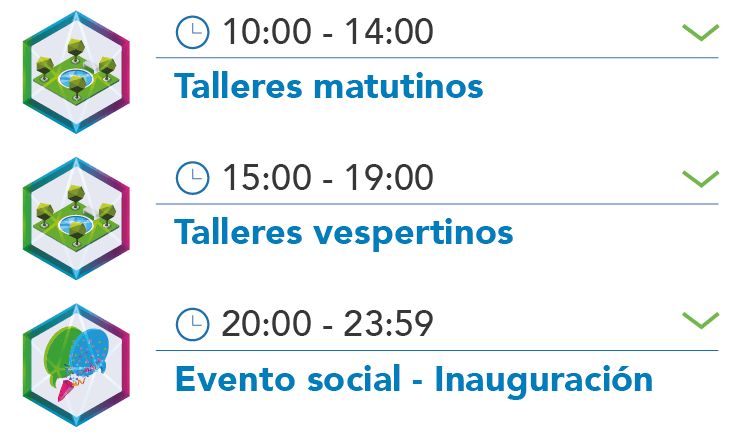 10:00 - 14:00
Talleres matutinos
15:00 - 19:00
Talleres vespertinos
20:00 - 23:59
Evento social - Inauguración